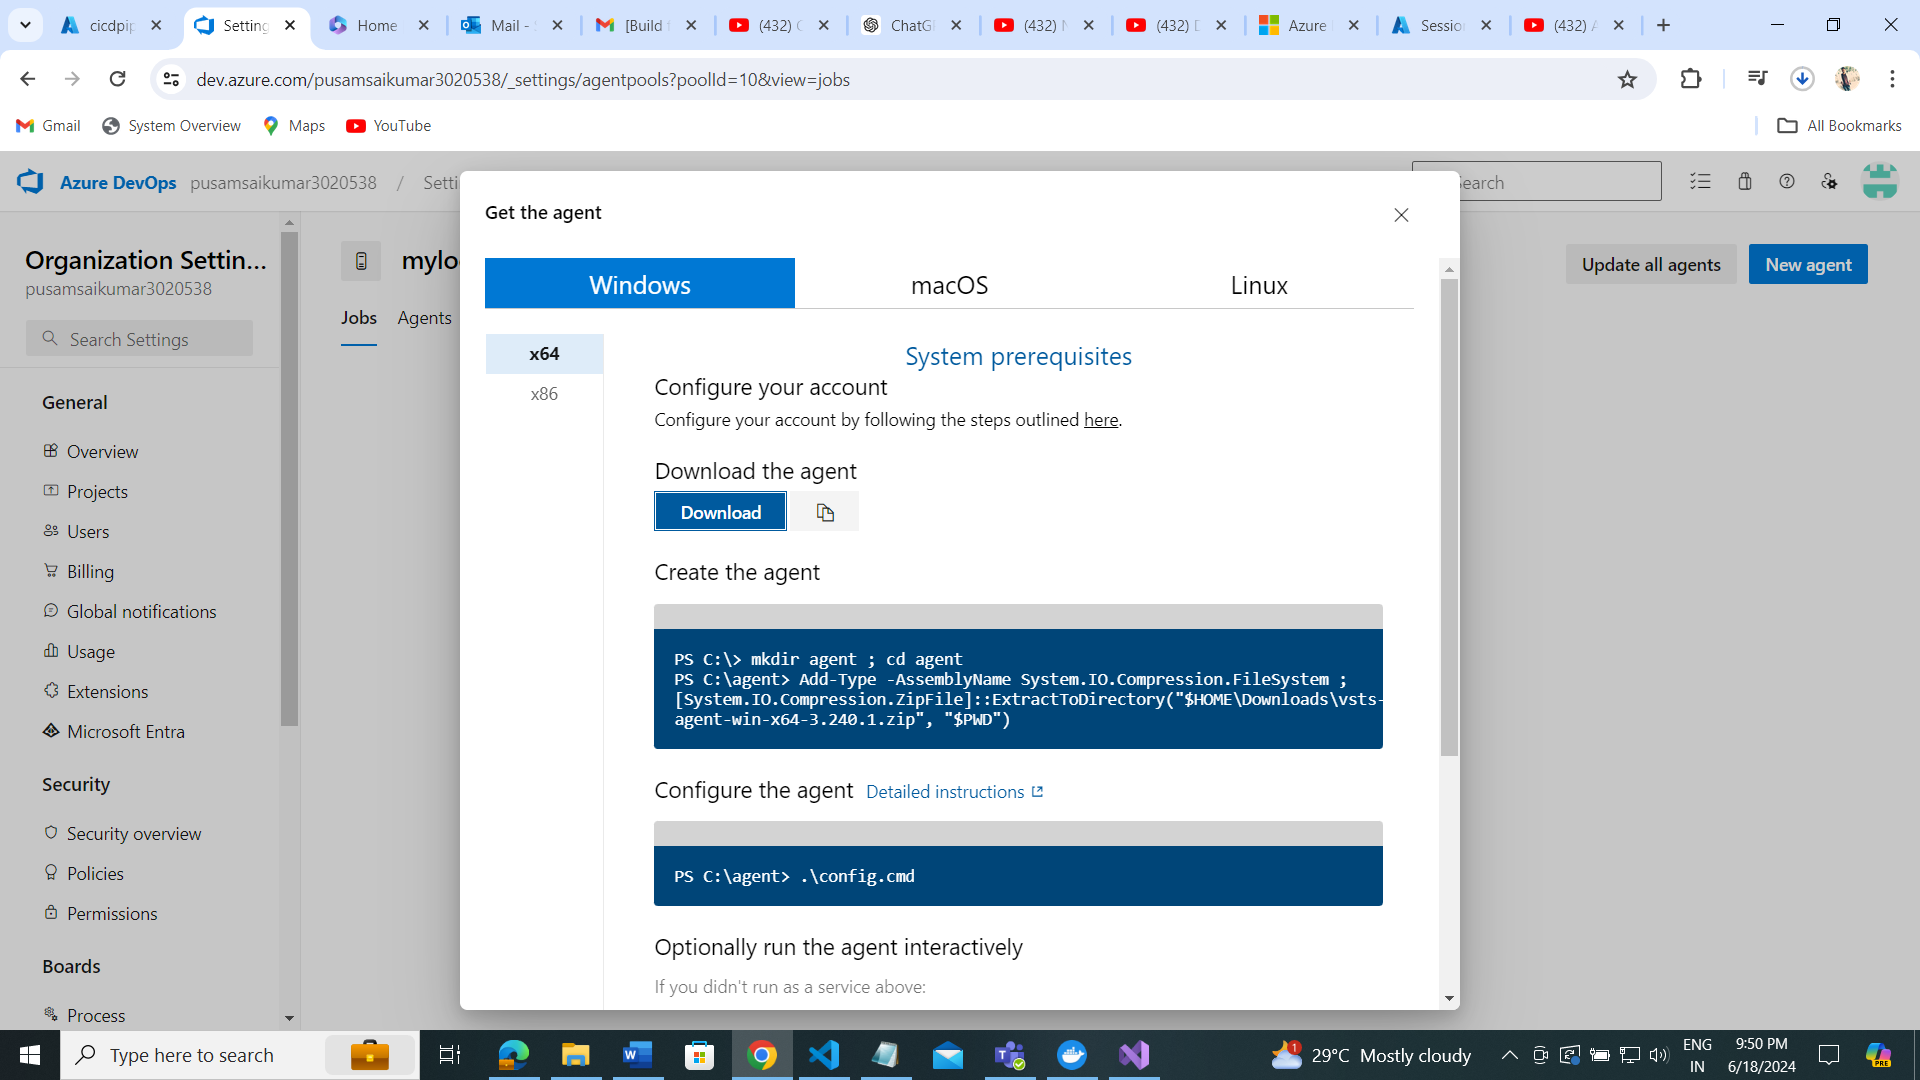 cicdpip
Setting
Home
Mail - S
[Build f
(432) C
ChatGP
(432) N
(432) D
Azure
Session
(432) A
dev.azure.com/pusamsaikumar3020538/_settings/agentpools?poolId=10&view=jobs
Gmail
System Overview
Maps
YouTube
All Bookmarks
Azure DevOps
pusamsaikumar3020538
/
Setti
Search
Organization Settin...
pusamsaikumar3020538
Search Settings
General
Overview
Projects
Users
Billing
Global notifications
Usage
Extensions
Microsoft Entra
Security
Security overview
Policies
Permissions
Boards
Process
mylo
Jobs
Agents
Update all agents
New agent
Get the agent
Windows
macOS
Linux
x64
x86
System prerequisites
Configure your account
Configure your account by following the steps outlined here.
Download the agent
Download
Create the agent
PS C:\> mkdir agent ; cd agent
PS C:\agent> Add-Type -AssemblyName System.IO.Compression.FileSystem ;
[System.IO.Compression.ZipFile]::ExtractToDirectory("$HOME\Downloads\vsts-
agent-win-x64-3.240.1.zip", "$PWD")
Configure the agent
Detailed instructions
PS C:\agent> .\config.cmd
Optionally run the agent interactively
If you didn't run as a service above:
Type here to search
29°C Mostly cloudy
ENG
IN
9:50 PM
6/18/2024